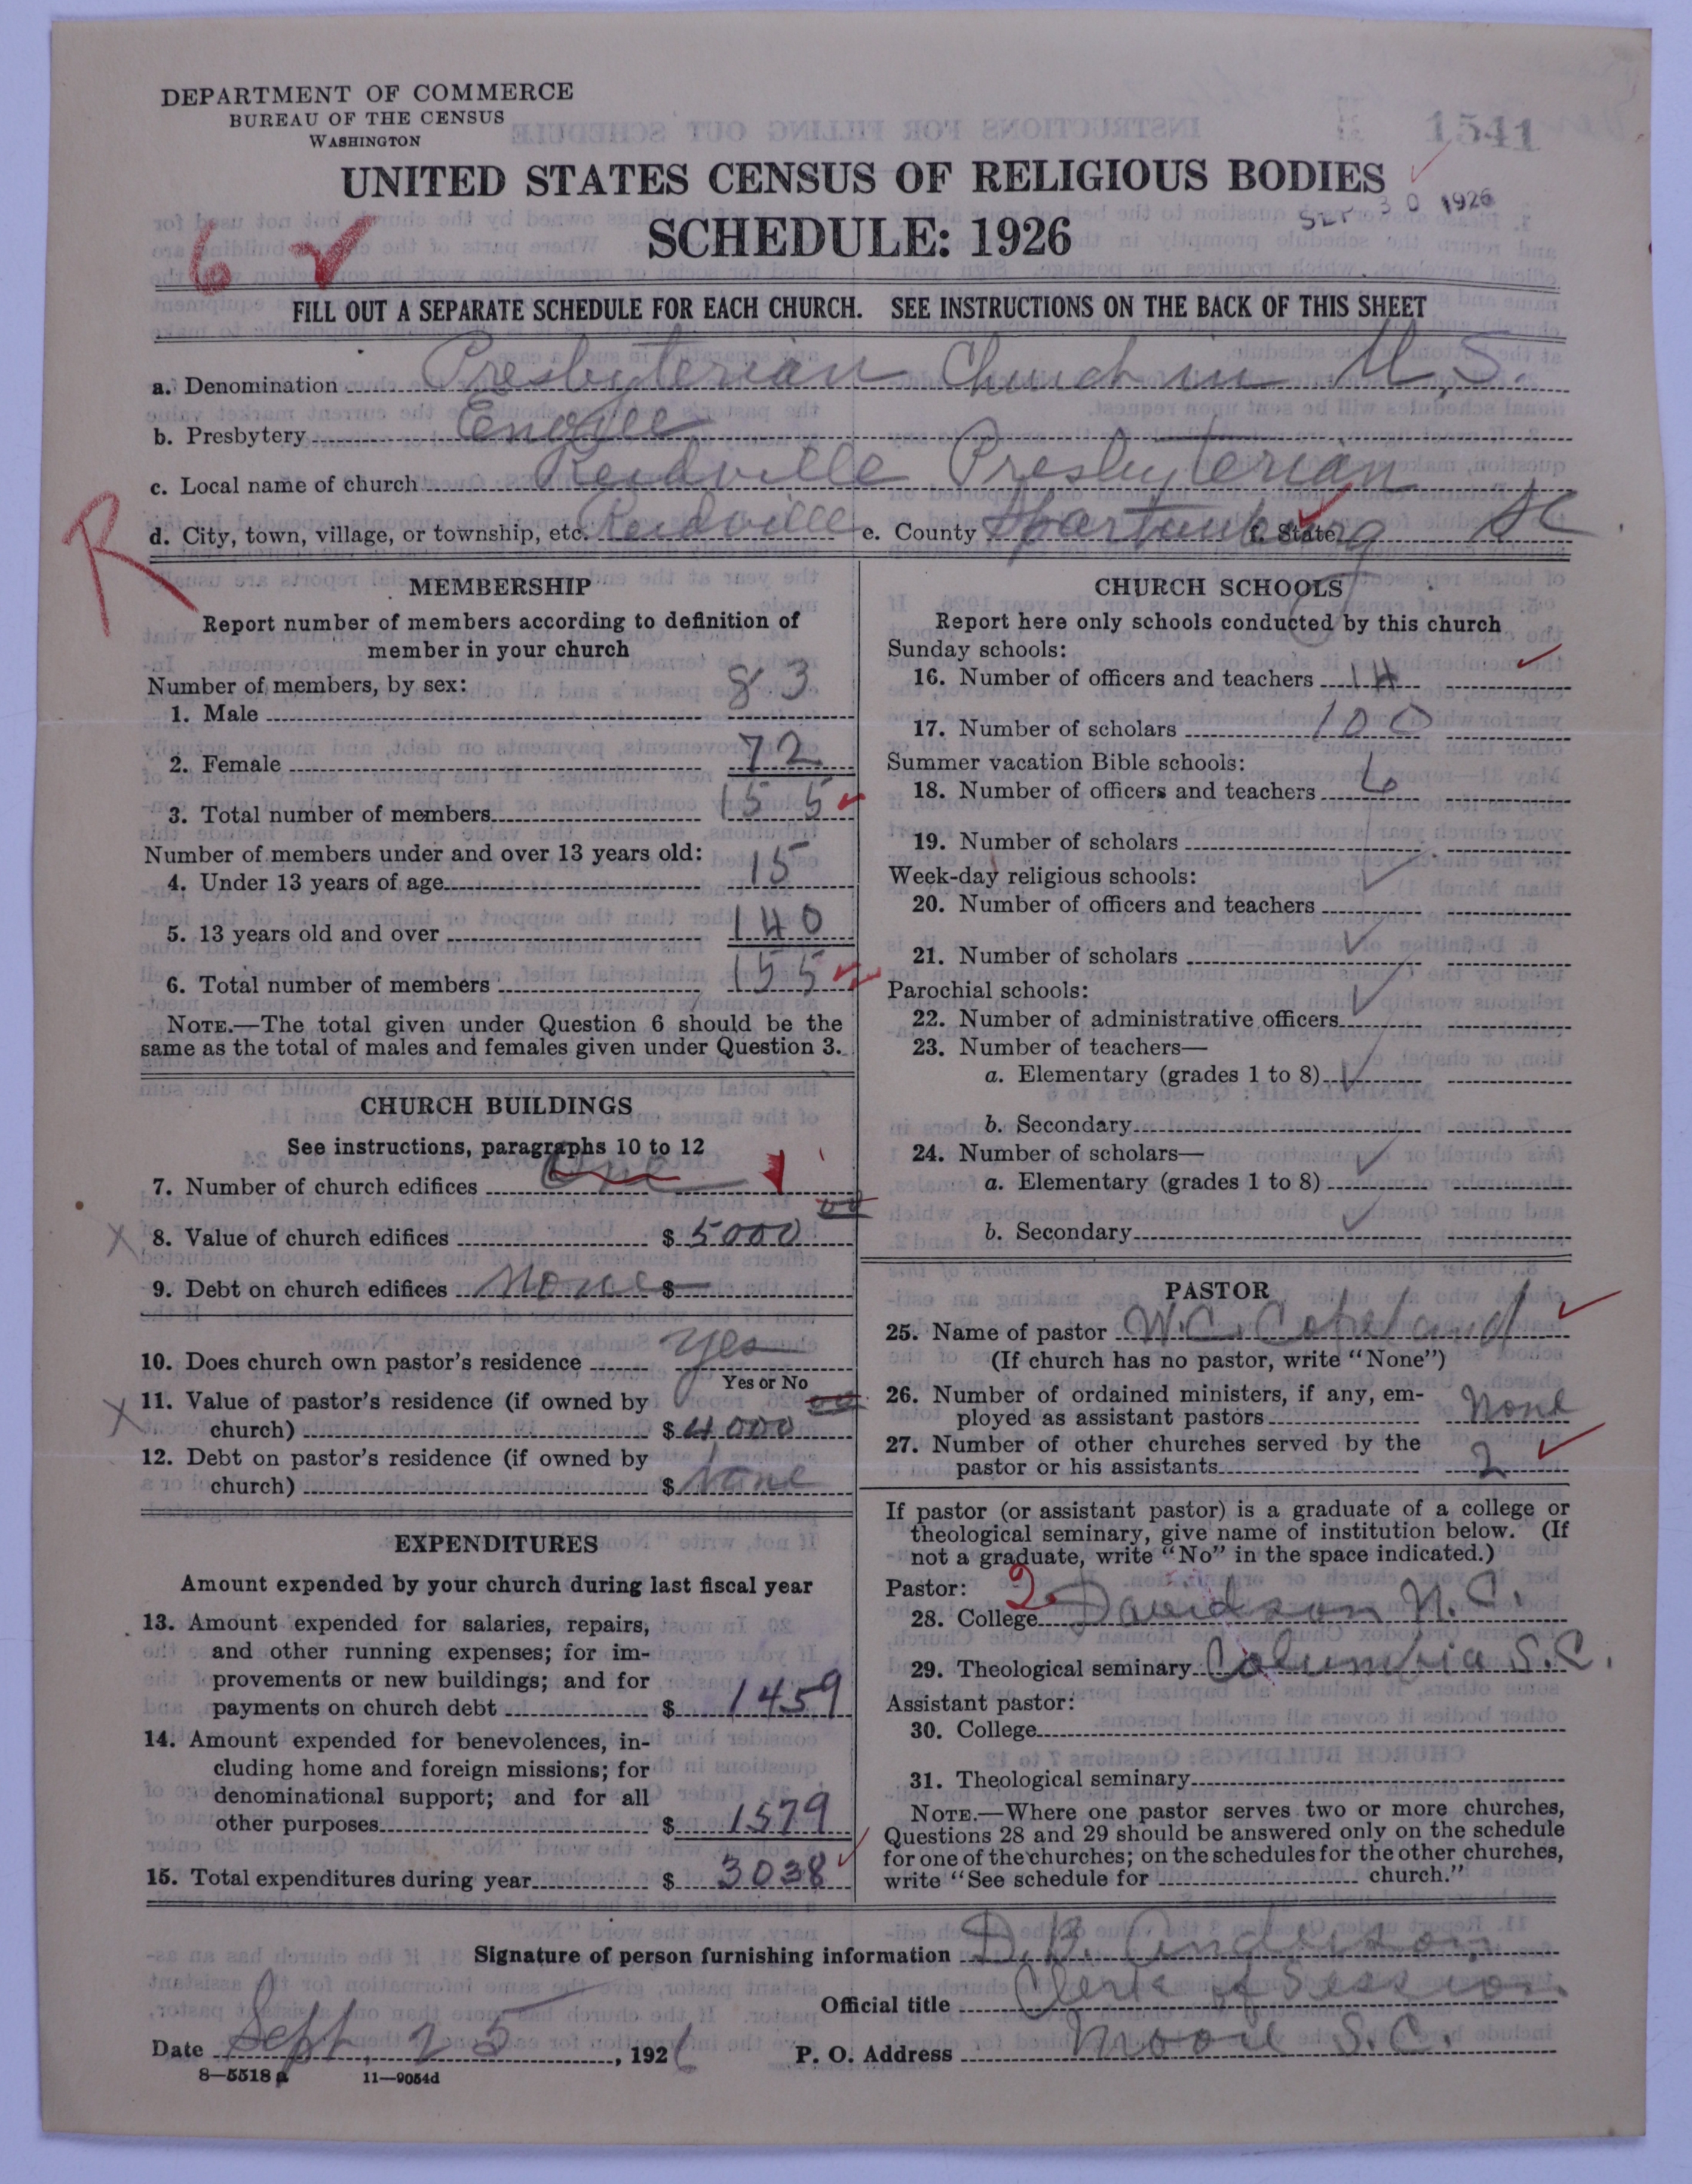 DEPARTMENT OF COMMERCE
BUREAU OF THE CENSUS
WASHINGTON
1541
UNITED STATES CENSUS OF RELIGIOUS BODIES
SEP 30 1926
SCHEDULE: 1926
6
FILL OUT A SEPARATE SCHEDULE FOR EACH CHURCH. SEE INSTRUCTIONS ON THE BACK OF THIS SHEET
a. Denomination Presbyterian Church in U.S.
b. Presbytery Enoree
c. Local name of church Reidville Presbyterian
d. City, town, village, or township, etc. Reidville e. County Spartanburg f. State SC
R
MEMBERSHIP
Report number of members according to definition of
member in your church
Number of members, by sex:
1. Male 83
2. Female 72
3. Total number of members 155
Number of members under and over 13 years old:
4. Under 13 years of age 15
5. 13 years old and over 140
6. Total number of members 155
NOTE.—The total given under Question 6 should be the
same as the total of males and females given under Question 3.
CHURCH BUILDINGS
See instructions, paragraphs 10 to 12
7. Number of church edifices One 1
8. Value of church edifices $ 5000 00
9. Debt on church edifices None $
10. Does church own pastor's residence yes
Yes or No
11. Value of pastor's residence (if owned by
church) $ 4000 00
12. Debt on pastor's residence (if owned by
church) $ None
EXPENDITURES
Amount expended by your church during last fiscal year
13. Amount expended for salaries, repairs,
and other running expenses; for im-
provements or new buildings; and for
payments on church debt $ 1459
14. Amount expended for benevolences, in-
cluding home and foreign missions; for
denominational support; and for all
other purposes $ 1579
15. Total expenditures during year $ 3038
CHURCH SCHOOLS
Report here only schools conducted by this church
Sunday schools:
16. Number of officers and teachers 14
17. Number of scholars 100
Summer vacation Bible schools:
18. Number of officers and teachers 6
19. Number of scholars
Week-day religious schools:
20. Number of officers and teachers
21. Number of scholars
Parochial schools:
22. Number of administrative officers
23. Number of teachers—
a. Elementary (grades 1 to 8)
b. Secondary
24. Number of scholars—
a. Elementary (grades 1 to 8)
b. Secondary
PASTOR
25. Name of pastor W.C. Copeland
(If church has no pastor, write "None")
26. Number of ordained ministers, if any, em-
ployed as assistant pastors None
27. Number of other churches served by the
pastor or his assistants 2
If pastor (or assistant pastor) is a graduate of a college or
theological seminary, give name of institution below. (If
not a graduate, write "No" in the space indicated.)
Pastor: 2
28. College Davidson N.C.
29. Theological seminary Columbia S.C.
Assistant pastor:
30. College
31. Theological seminary
NOTE.—Where one pastor serves two or more churches,
Questions 28 and 29 should be answered only on the schedule
for one of the churches; on the schedules for the other churches,
write "See schedule for church."
Signature of person furnishing information D.B. Anderson
Official title Clerk of Session
Date Sept. 25, 1926 P. O. Address Moore S.C.
8—5518 a 11—9054d